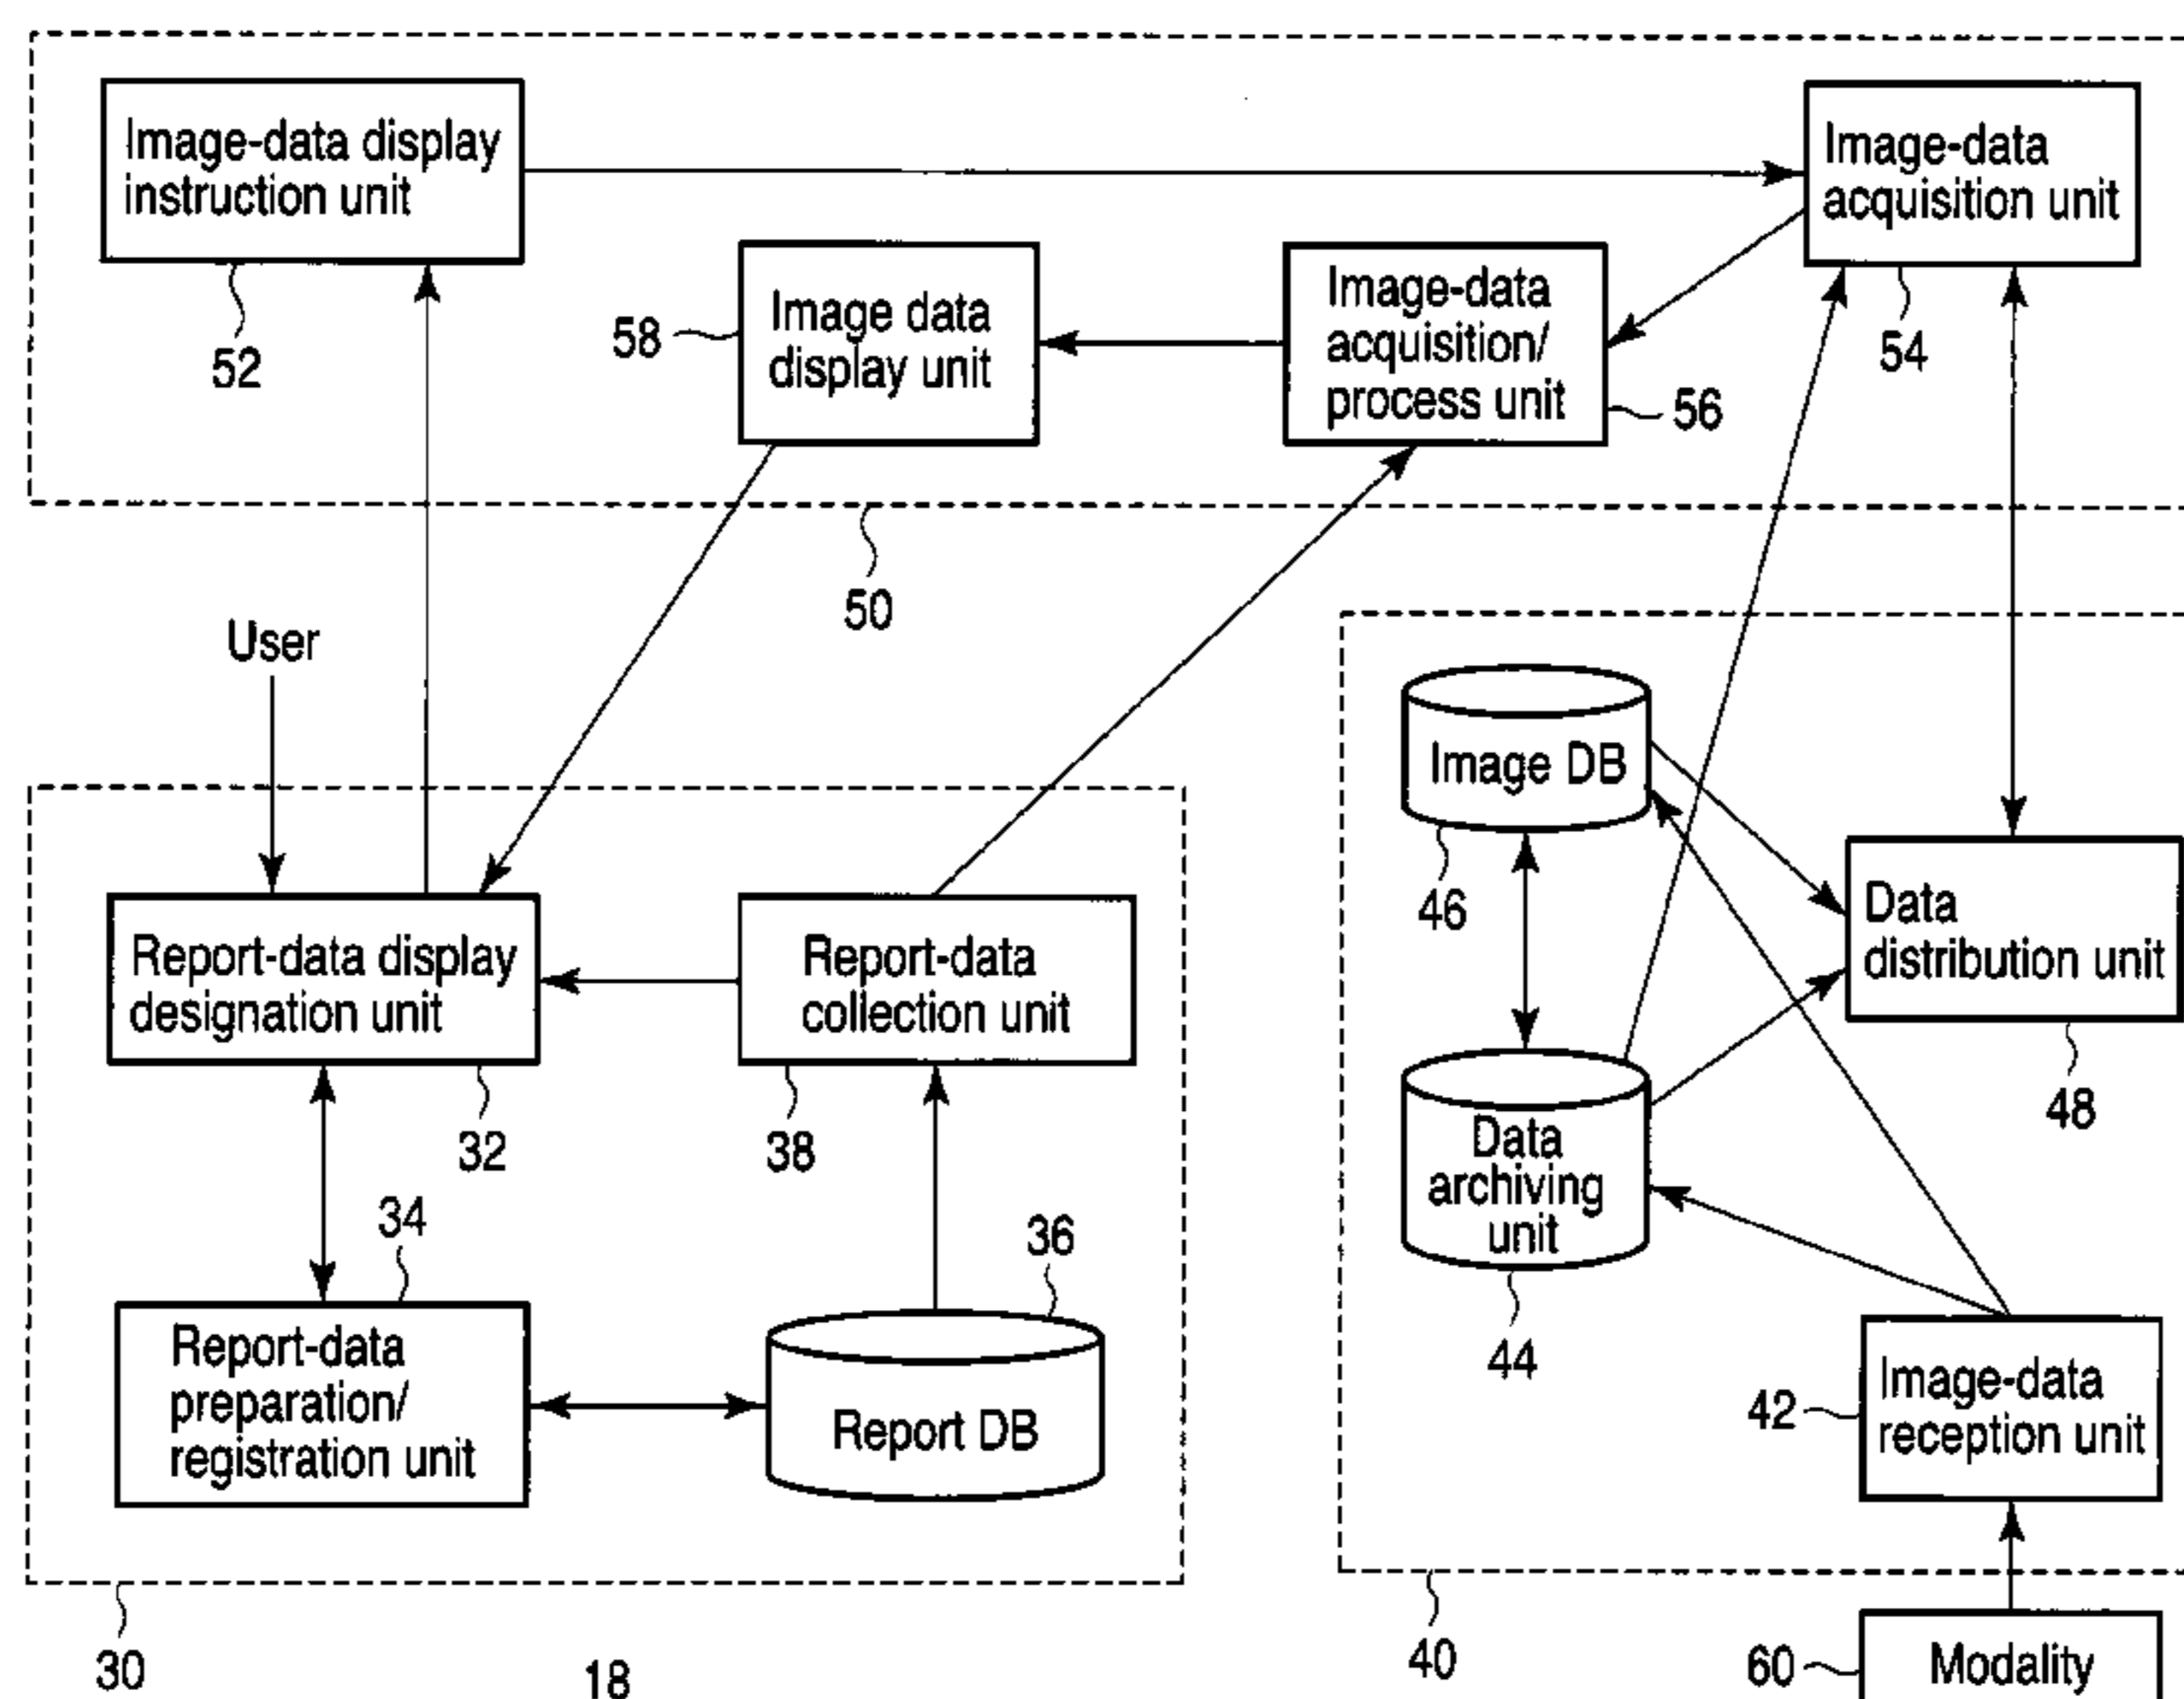 Image-data display
instruction unit
52
Image-data
acquisition unit
54
58
Image data
display unit
Image-data
acquisition/
process unit
56
50
User
Image DB
46
Data
distribution unit
48
Report-data display
designation unit
32
Report-data
collection unit
38
Data
archiving
unit
44
34
Report-data
preparation/
registration unit
36
Report DB
42
Image-data
reception unit
30
18
40
60
Modality